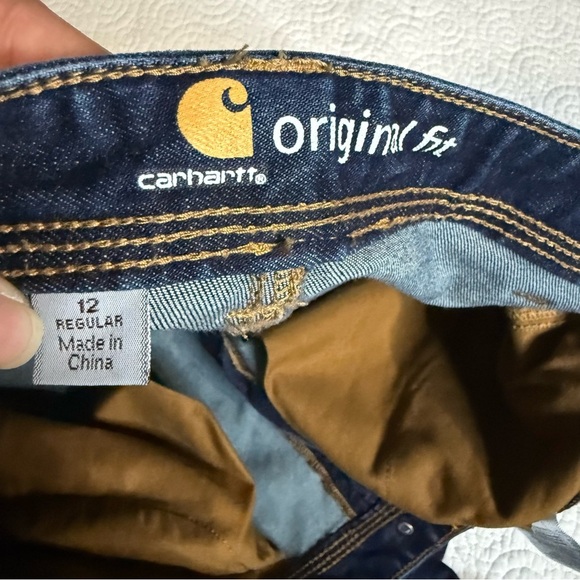 original fit
carhartt®
12
REGULAR
Made in
China